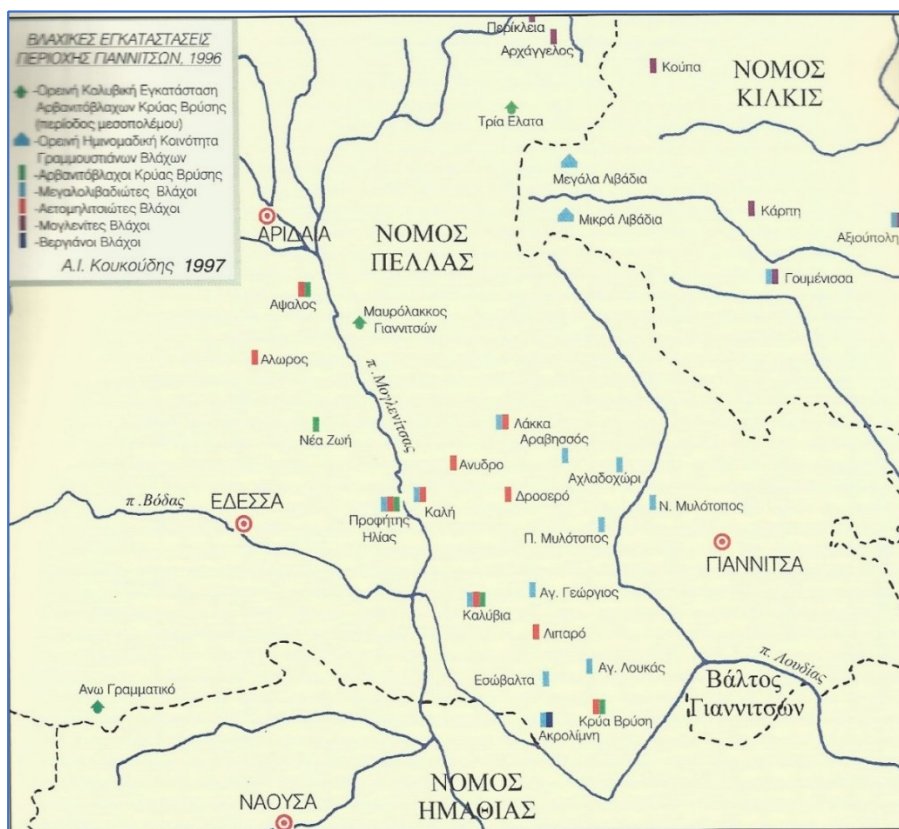 ΒΛΑΧΙΚΕΣ ΕΓΚΑΤΑΣΤΑΣΕΙΣ
ΠΕΡΙΟΧΗΣ ΓΙΑΝΝΙΤΣΩΝ, 1996
-Ορεινή Καλυβική Εγκατάσταση
Αρβανιτόβλαχων Κρύας Βρύσης
(περίοδος μεσοπολέμου)
-Ορεινή Ημινομαδική Κοινότητα
Γραμμουστιάνων Βλάχων
-Αρβανιτόβλαχοι Κρύας Βρύσης
-Μεγαλολιβαδιώτες Βλάχοι
-Αετομηλιτσιώτες Βλάχοι
-Μογλενίτες Βλάχοι
-Βεργιάνοι Βλάχοι
Α.Ι. Κουκούδης 1997
Περίκλεια
Αρχάγγελος
Κούπα
ΝΟΜΟΣ
ΚΙΛΚΙΣ
Τρία Ελατα
Μεγάλα Λιβάδια
Μικρά Λιβάδια
Κάρπη
Αξιούπολη
Γουμένισσα
ΑΡΙΔΑΙΑ
ΝΟΜΟΣ
ΠΕΛΛΑΣ
Αψαλος
Μαυρόλακκος
Γιαννιτσών
Αλωρος
π. Μογλενίτσας
Νέα Ζωή
Λάκκα
Αραβησσός
Ανυδρο
Αχλαδοχώρι
Δροσερό
π. Βόδας
ΕΔΕΣΣΑ
Προφήτης
Ηλίας
Καλή
Π. Μυλότοπος
Ν. Μυλότοπος
ΓΙΑΝΝΙΤΣΑ
Καλύβια
Αγ. Γεώργιος
Λιπαρό
Εσώβαλτα
Αγ. Λουκάς
π. Λουδίας
Βάλτος
Γιαννιτσών
Ανω Γραμματικό
Κρύα Βρύση
Ακρολίμνη
ΝΟΜΟΣ
ΗΜΑΘΙΑΣ
ΝΑΟΥΣΑ